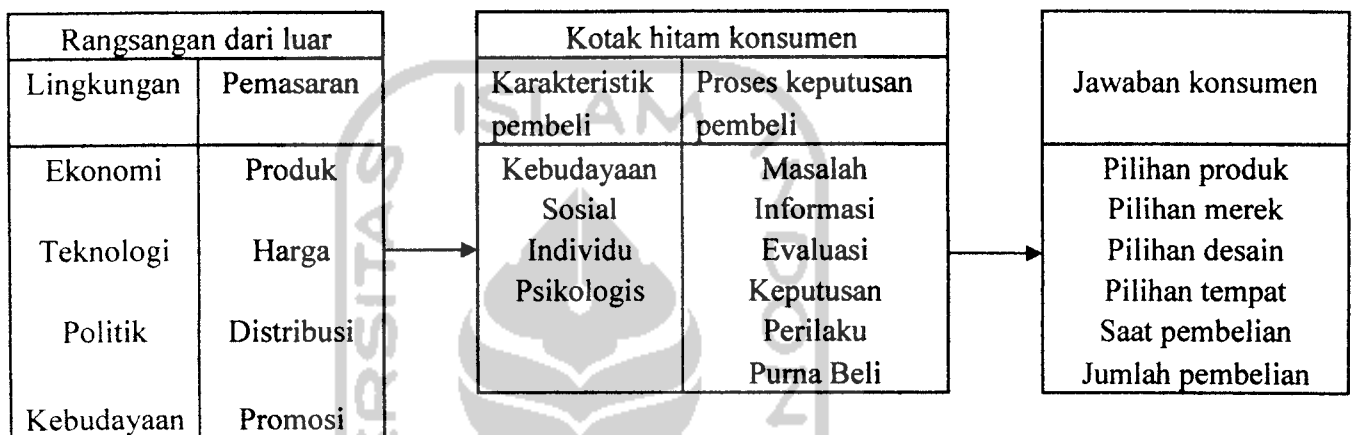 Rangsangan dari luar
Lingkungan Pemasaran
Ekonomi Produk
Teknologi Harga
Politik Distribusi
Kebudayaan Promosi
Kotak hitam konsumen
Karakteristik Proses keputusan
pembeli pembeli
Kebudayaan Masalah
Sosial Informasi
Individu Evaluasi
Psikologis Keputusan
Perilaku
Purna Beli
Jawaban konsumen
Pilihan produk
Pilihan merek
Pilihan desain
Pilihan tempat
Saat pembelian
Jumlah pembelian
ISLAM